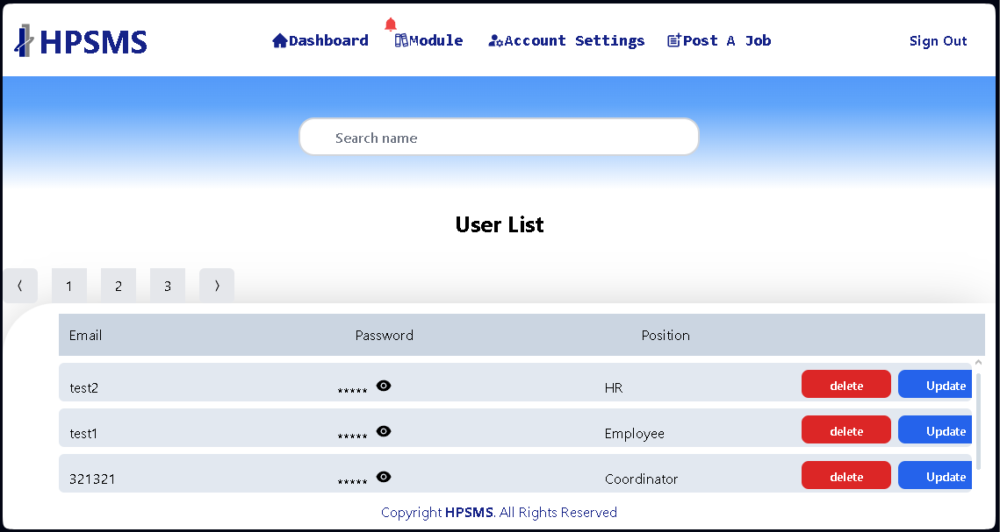 HPSMS Dashboard Module Account Settings Post A Job Sign Out
Search name
User List
〈 1 2 3 〉
Email Password Position
test2 ***** HR delete Update
test1 ***** Employee delete Update
321321 ***** Coordinator delete Update
Copyright HPSMS. All Rights Reserved